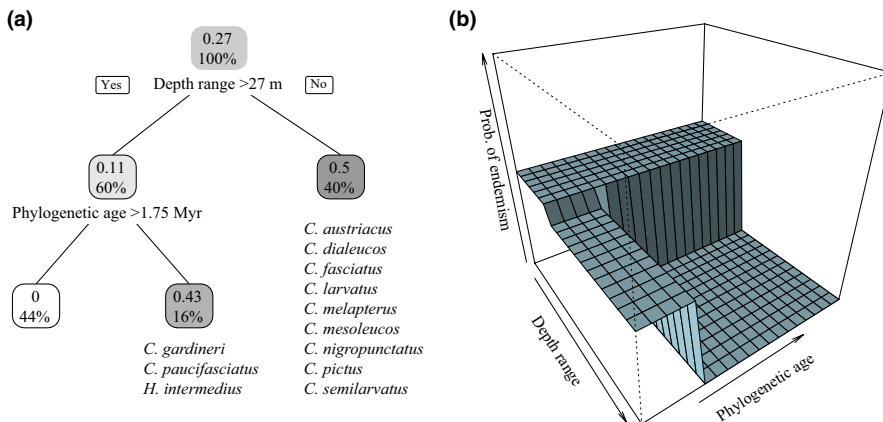 (a)
0.27
100%
Yes
Depth range >27 m
No
0.11
60%
0.5
40%
Phylogenetic age >1.75 Myr
0
44%
0.43
16%
C. gardineri
C. paucifasciatus
H. intermedius
C. austriacus
C. dialeucos
C. fasciatus
C. larvatus
C. melapterus
C. mesoleucos
C. nigropunctatus
C. pictus
C. semilarvatus
(b)
Prob. of endemism
Depth range
Phylogenetic age